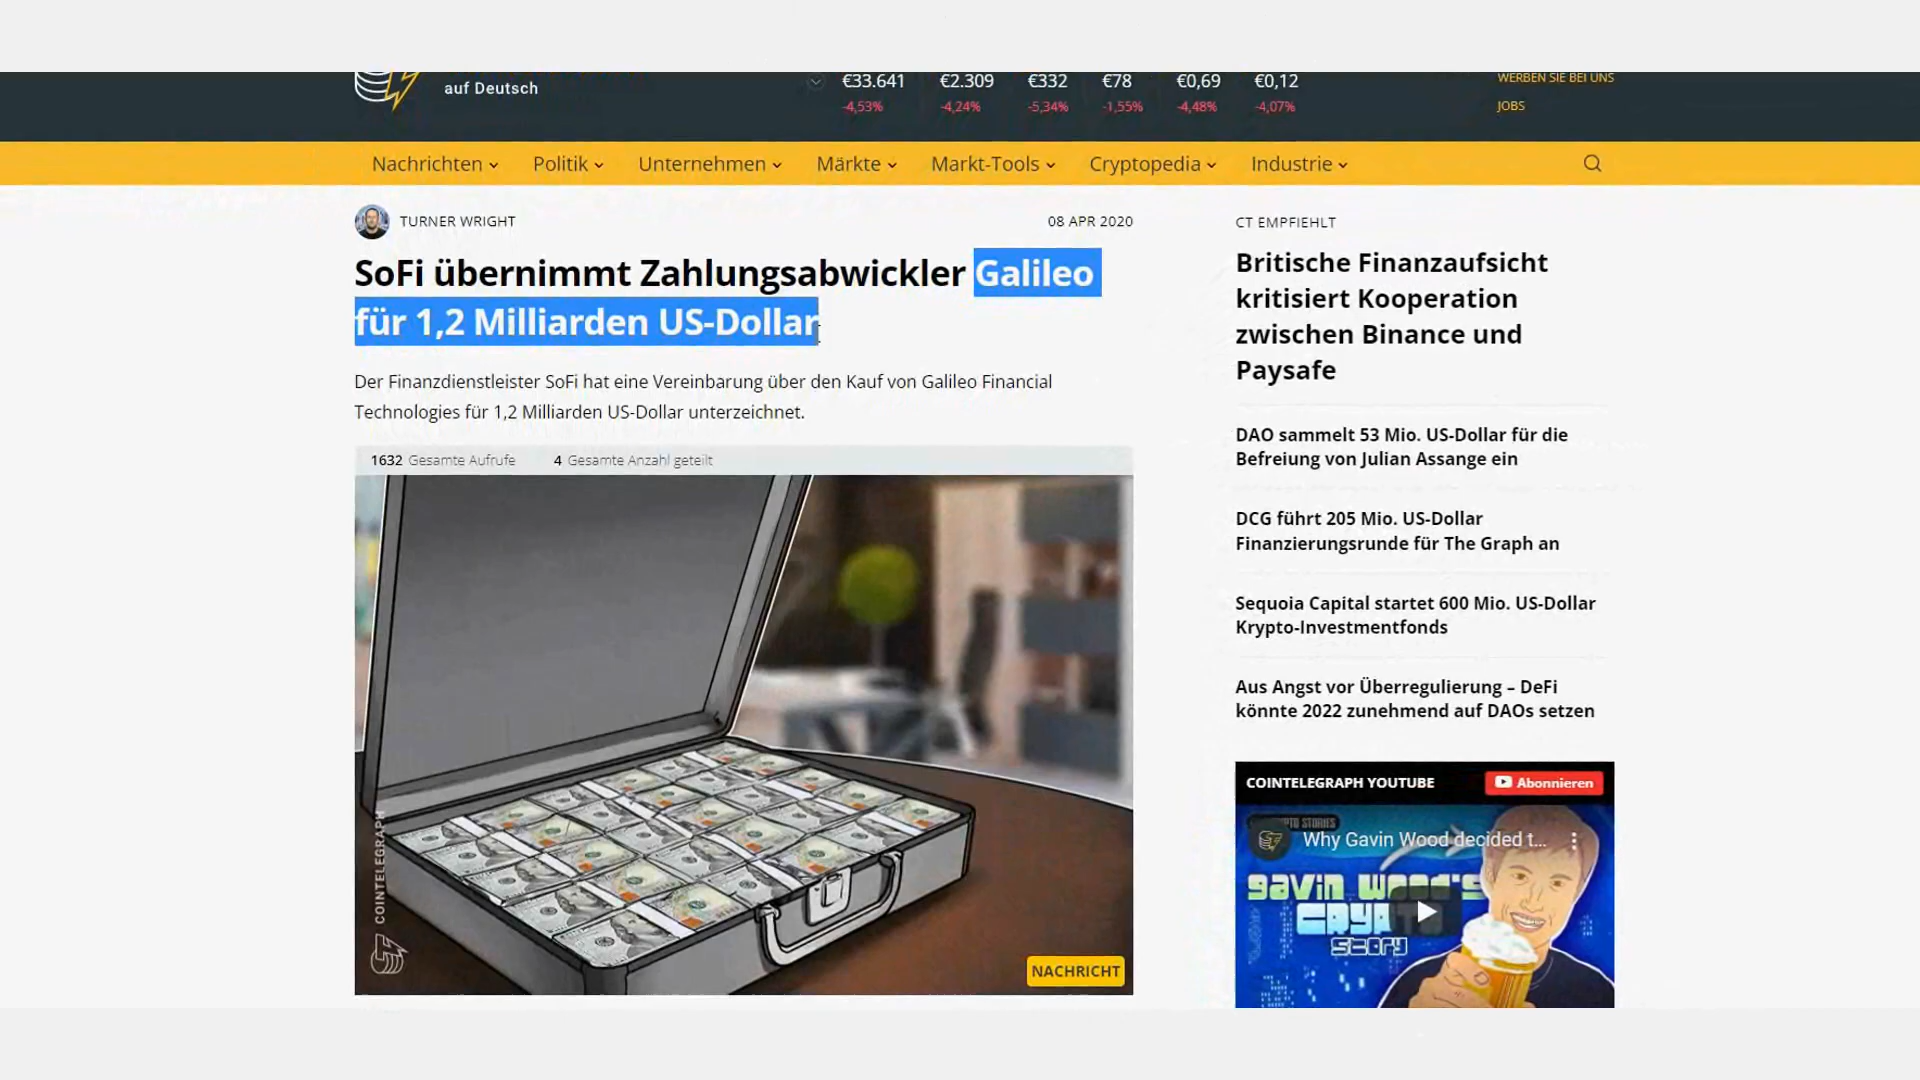 auf Deutsch
€33.641 €2.309 €332 €78 €0,69 €0,12
-4,53% -4,24% -5,34% -1,55% -4,48% -4,07%
WERBEN SIE BEI UNS
JOBS
Nachrichten Politik Unternehmen Märkte Markt-Tools Cryptopedia Industrie
TURNER WRIGHT
08 APR 2020
SoFi übernimmt Zahlungsabwickler Galileo
für 1,2 Milliarden US-Dollar
Der Finanzdienstleister SoFi hat eine Vereinbarung über den Kauf von Galileo Financial
Technologies für 1,2 Milliarden US-Dollar unterzeichnet.
1632 Gesamte Aufrufe 4 Gesamte Anzahl geteilt
COINTELEGRAPH
NACHRICHT
CT EMPFIEHLT
Britische Finanzaufsicht
kritisiert Kooperation
zwischen Binance und
Paysafe
DAO sammelt 53 Mio. US-Dollar für die
Befreiung von Julian Assange ein
DCG führt 205 Mio. US-Dollar
Finanzierungsrunde für The Graph an
Sequoia Capital startet 600 Mio. US-Dollar
Krypto-Investmentfonds
Aus Angst vor Überregulierung – DeFi
könnte 2022 zunehmend auf DAOs setzen
COINTELEGRAPH YOUTUBE
Abonnieren
STORIES
Why Gavin Wood decided t...
gavin wood's
CRYPTO
story